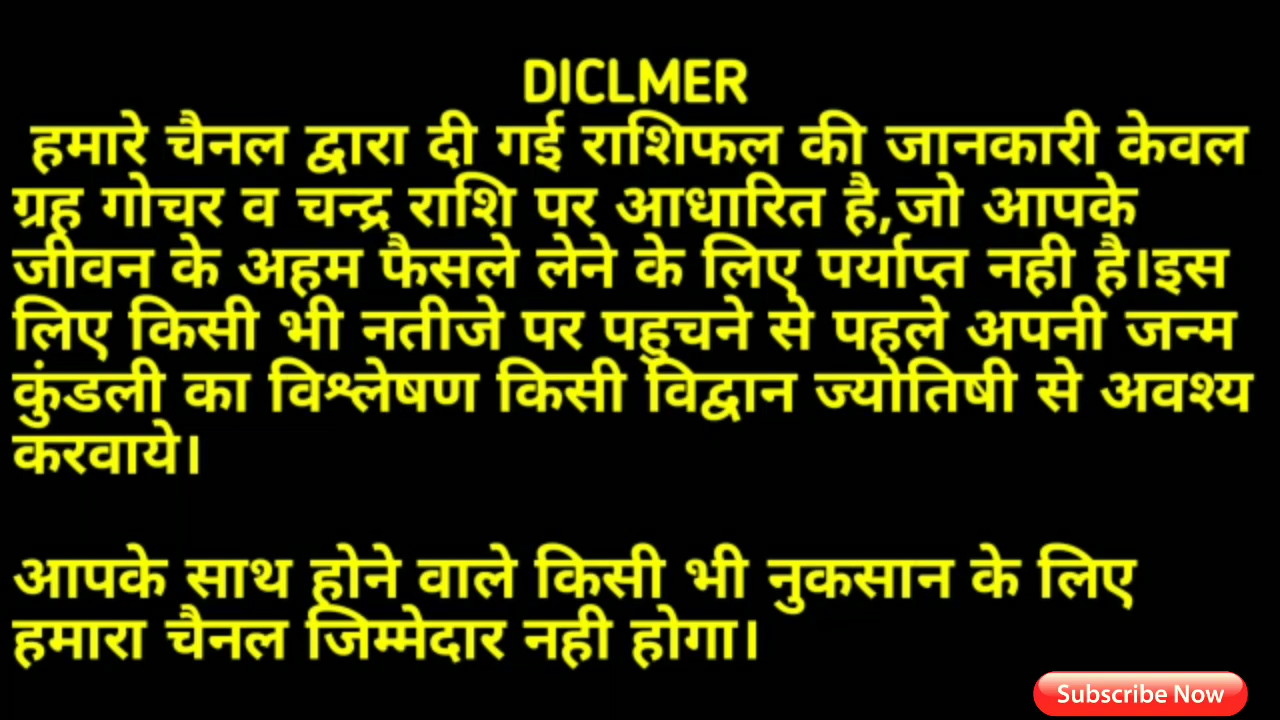 DICLMER
हमारे चैनल द्वारा दी गई राशिफल की जानकारी केवल
ग्रह गोचर व चन्द्र राशि पर आधारित है,जो आपके
जीवन के अहम फैसले लेने के लिए पर्याप्त नही है।इस
लिए किसी भी नतीजे पर पहुचने से पहले अपनी जन्म
कुंडली का विश्लेषण किसी विद्वान ज्योतिषी से अवश्य
करवाये।
आपके साथ होने वाले किसी भी नुकसान के लिए
हमारा चैनल जिम्मेदार नही होगा।
Subscribe Now